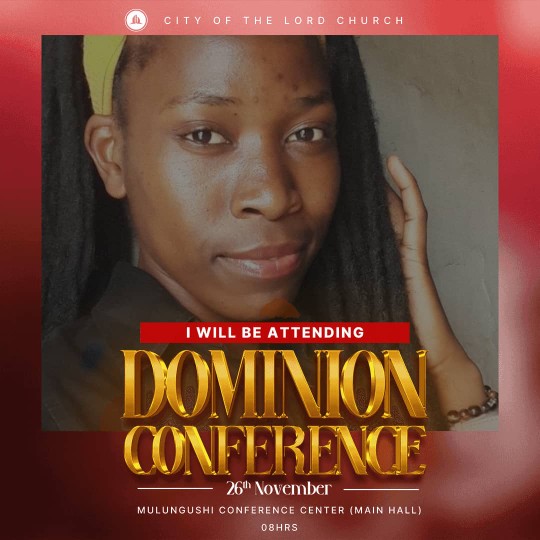 CITY OF THE LORD CHURCH
I WILL BE ATTENDING
DOMINION
CONFERENCE
26th November
MULUNGUSHI CONFERENCE CENTER (MAIN HALL)
08HRS